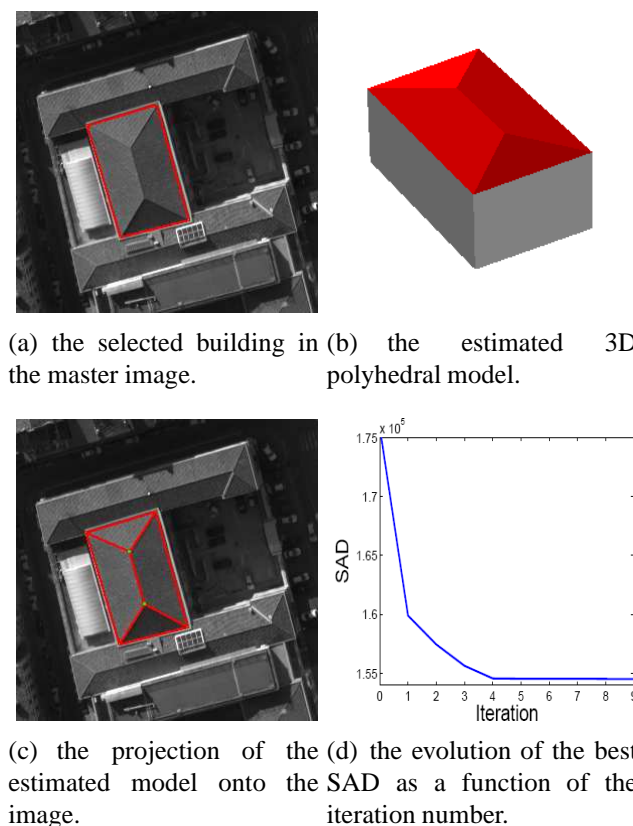 (a) the selected building in the master image.
(b) the estimated 3D polyhedral model.
x 10^5
1.75
1.7
1.65
1.6
1.55
SAD
0 1 2 3 4 5 6 7 8 9
Iteration
(c) the projection of the estimated model onto the image.
(d) the evolution of the best SAD as a function of the iteration number.